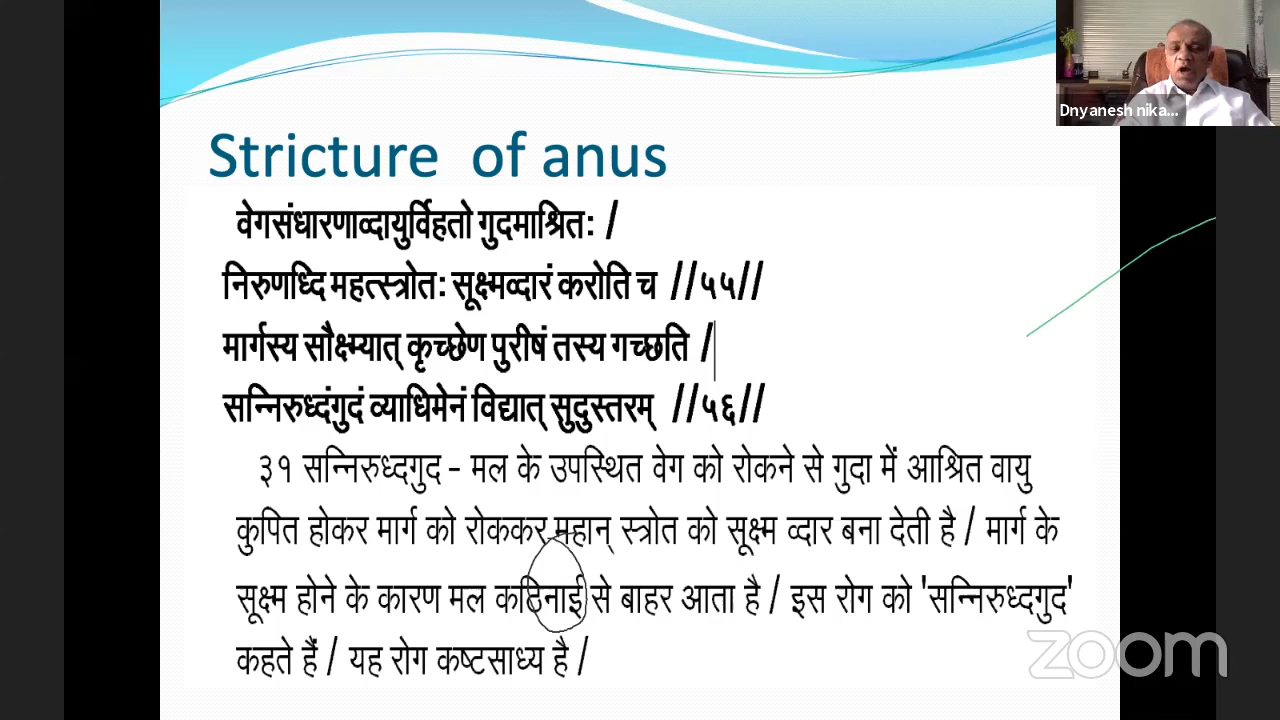 Dnyanesh nika...
Stricture of anus
वेगसंधारणाव्दायुर्विहतो गुदमाश्रितः /
निरुणध्दि महत्स्त्रोतः सूक्ष्मव्दारं करोति च //५५//
मार्गस्य सौक्ष्म्यात् कृच्छेण पुरीषं तस्य गच्छति /
सन्निरुध्दंगुदं व्याधिमेनं विद्यात् सुदुस्तरम् //५६//
३१ सन्निरुध्दगुद - मल के उपस्थित वेग को रोकने से गुदा में आश्रित वायु
कुपित होकर मार्ग को रोककर महान् स्त्रोत को सूक्ष्म व्दार बना देती है / मार्ग के
सूक्ष्म होने के कारण मल कठिनाई से बाहर आता है / इस रोग को 'सन्निरुध्दगुद'
कहते हैं / यह रोग कष्टसाध्य है /
zoom